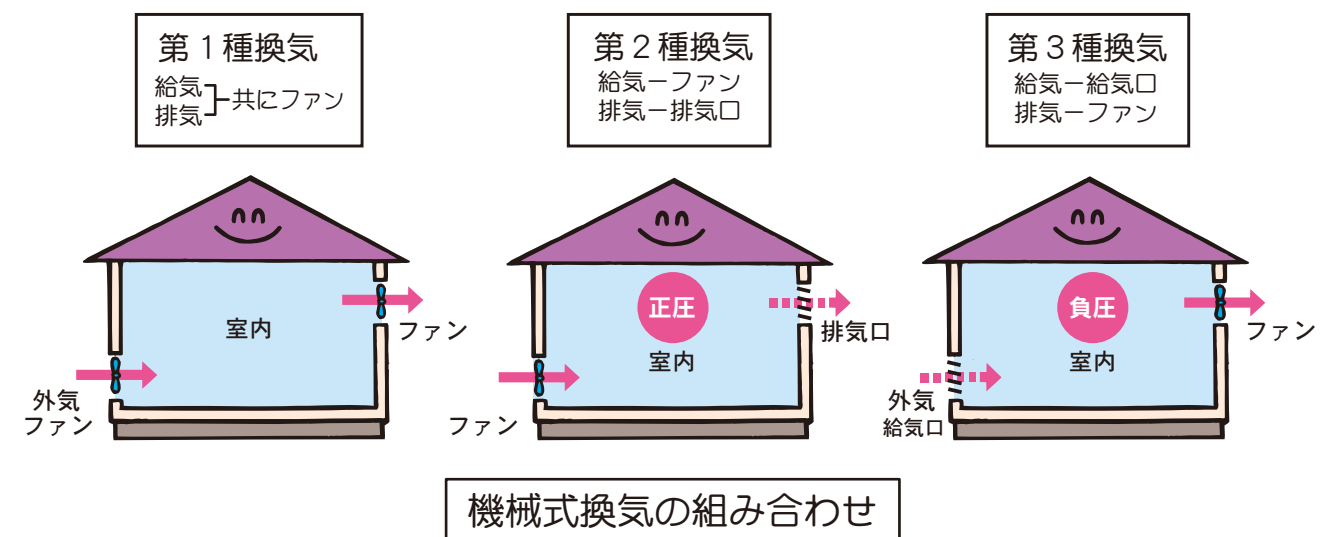 第1種換気
給気
排気
共にファン
第2種換気
給気ーファン
排気ー排気口
第3種換気
給気ー給気口
排気ーファン
室内
ファン
外気
ファン
正圧
室内
排気口
ファン
負圧
室内
ファン
外気
給気口
機械式換気の組み合わせ